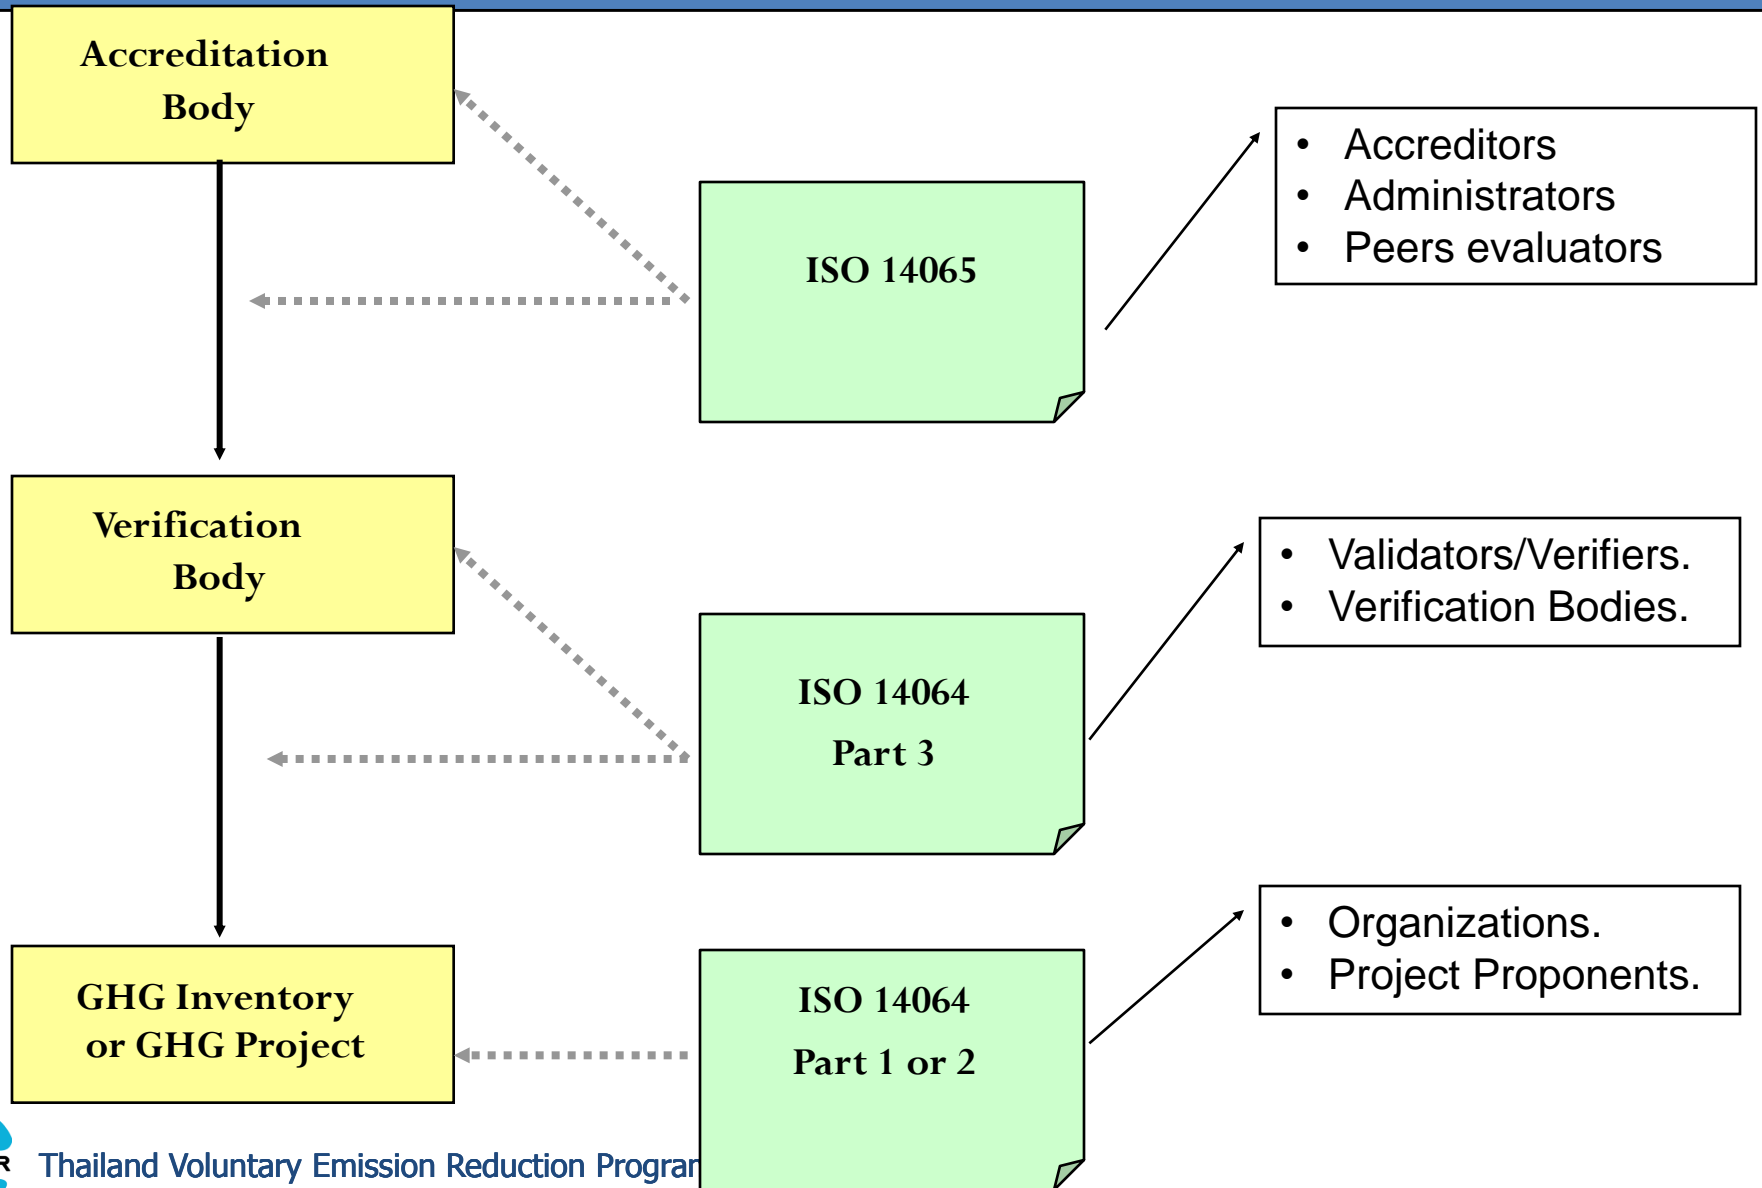 Accreditation
Body
• Accreditors
• Administrators
• Peers evaluators
ISO 14065
Verification
Body
• Validators/Verifiers.
• Verification Bodies.
ISO 14064
Part 3
• Organizations.
• Project Proponents.
GHG Inventory
or GHG Project
ISO 14064
Part 1 or 2
R
Thailand Voluntary Emission Reduction